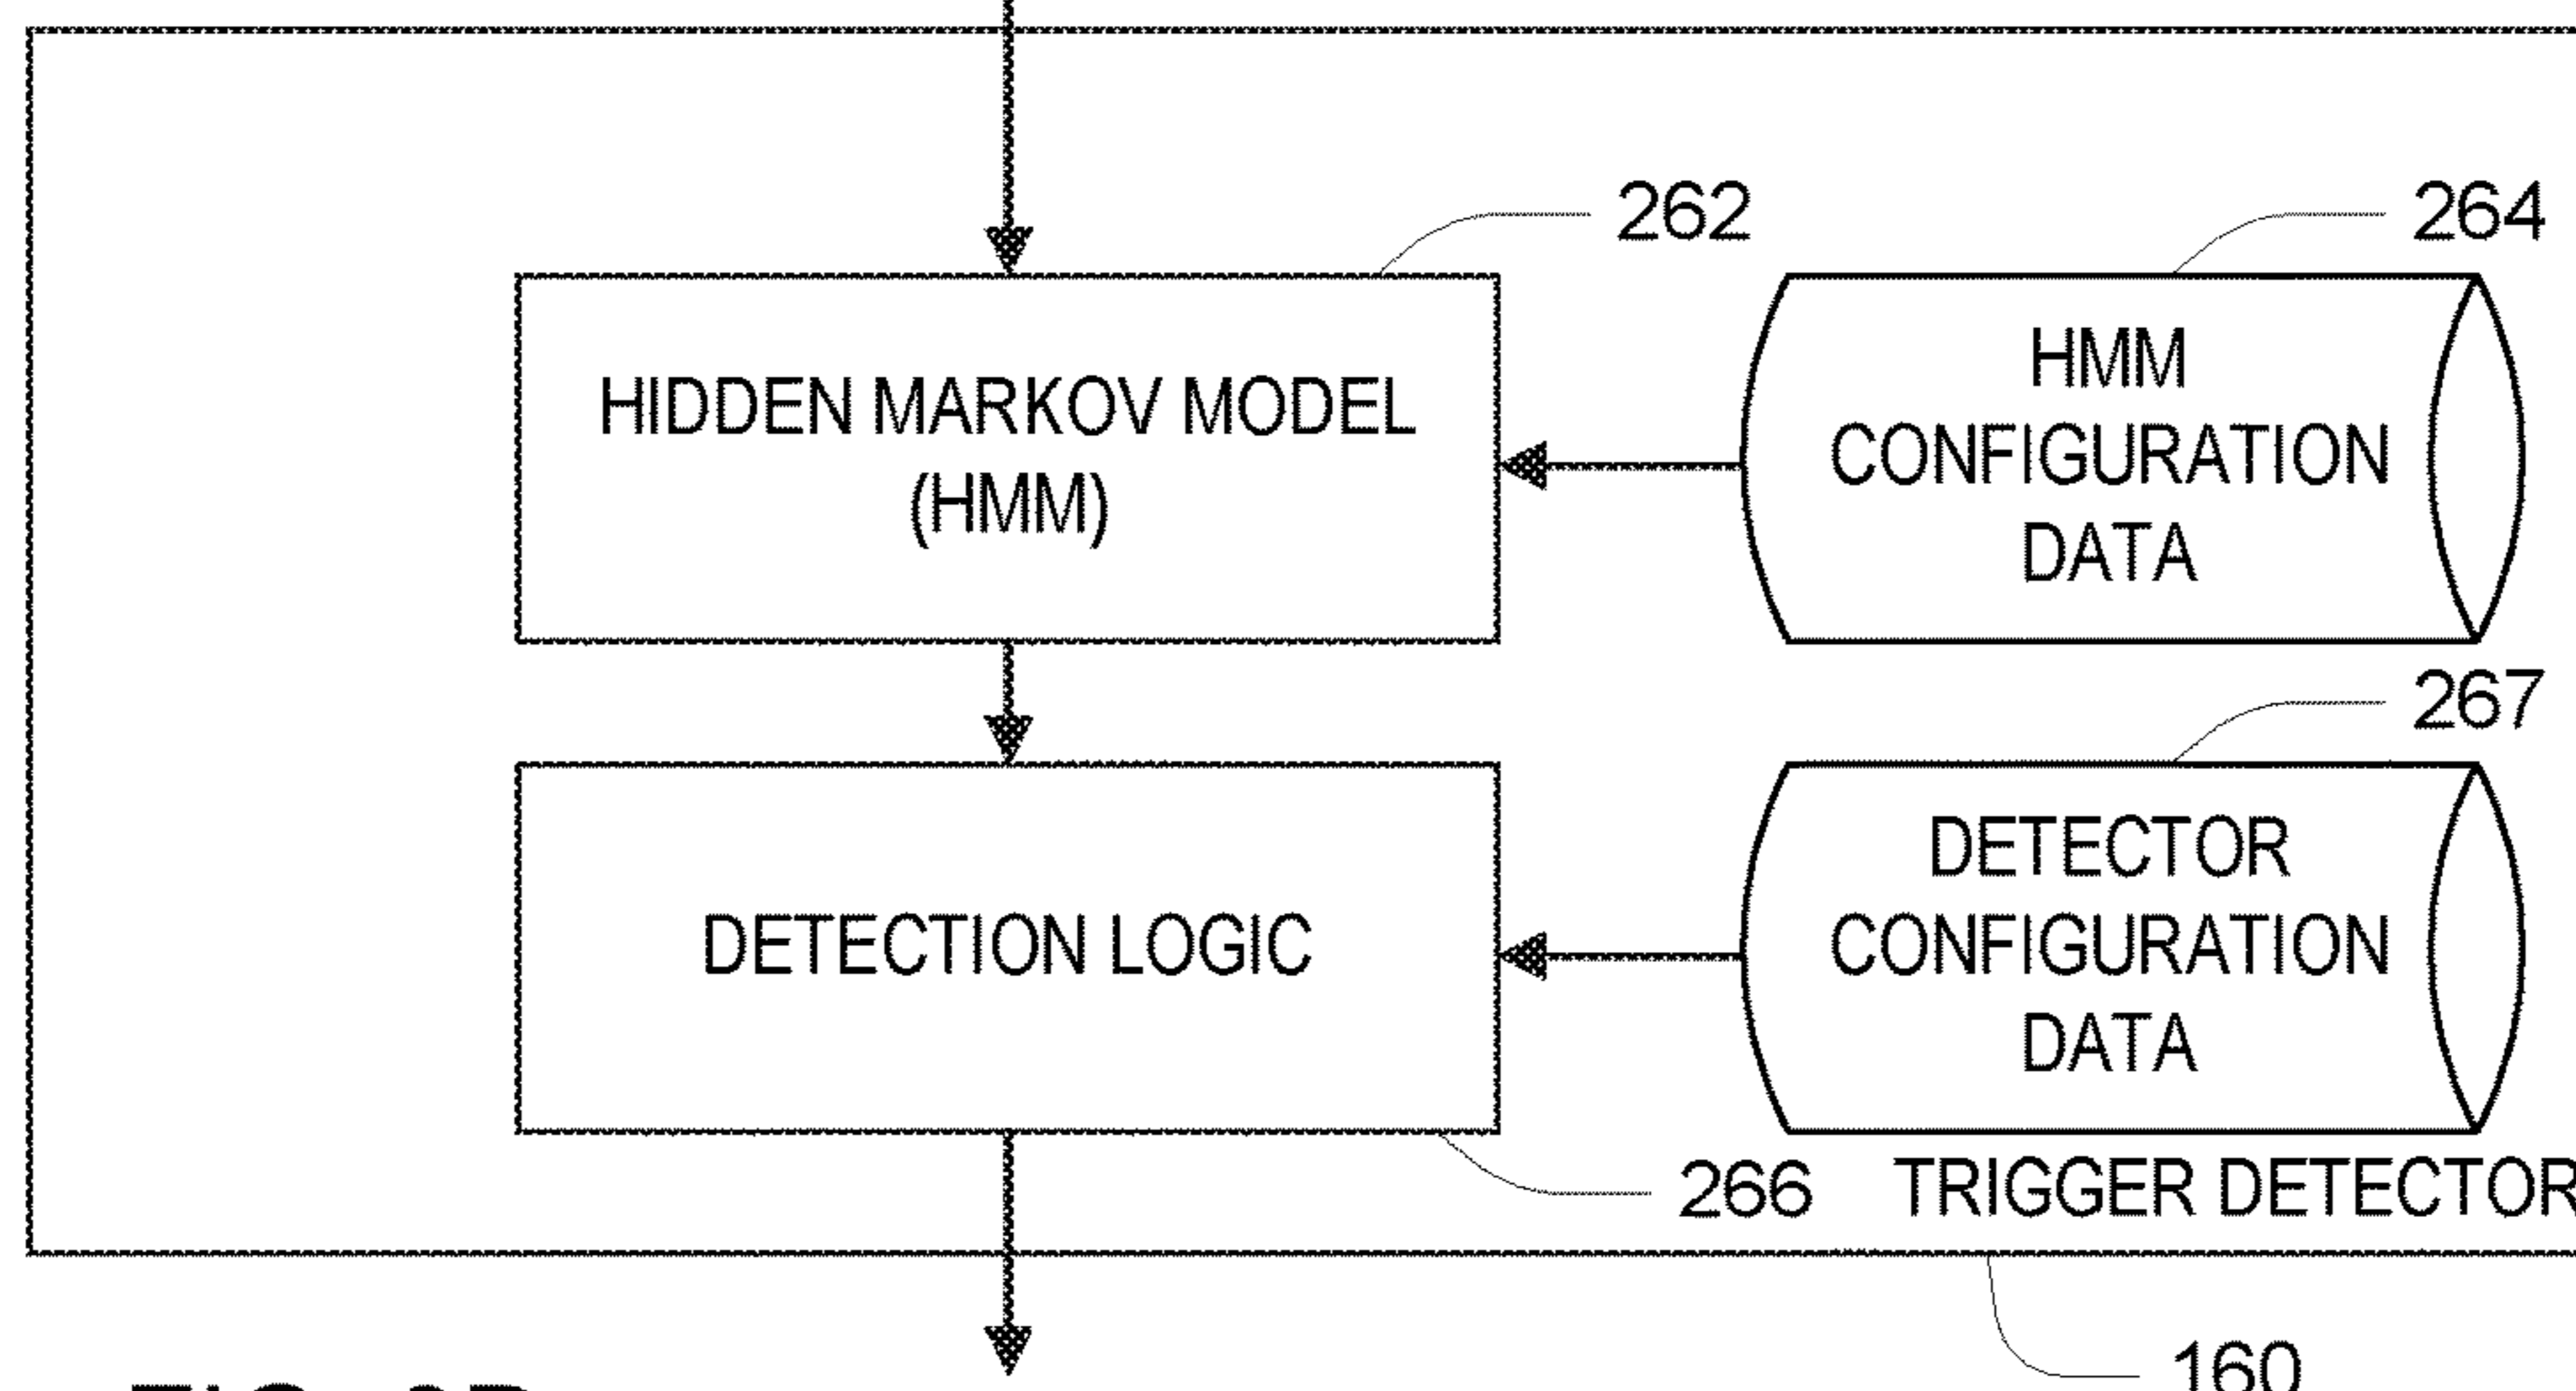 262
264
HIDDEN MARKOV MODEL
(HMM)
HMM
CONFIGURATION
DATA
267
DETECTION LOGIC
DETECTOR
CONFIGURATION
DATA
266
TRIGGER DETECTOR
160